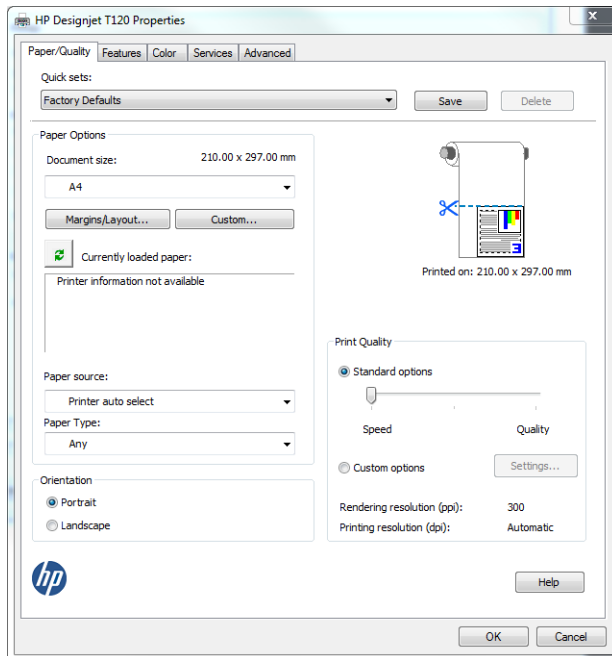 HP Designjet T120 Properties
X
Paper/Quality Features Color Services Advanced
Quick sets:
Factory Defaults
Save
Delete
Paper Options
Document size: 210.00 x 297.00 mm
A4
Margins/Layout...
Custom...
Currently loaded paper:
Printer information not available
Paper source:
Printer auto select
Paper Type:
Any
Orientation
Portrait
Landscape
Printed on: 210.00 x 297.00 mm
Print Quality
Standard options
Speed Quality
Custom options
Settings...
Rendering resolution (ppi): 300
Printing resolution (dpi): Automatic
hp
Help
OK
Cancel